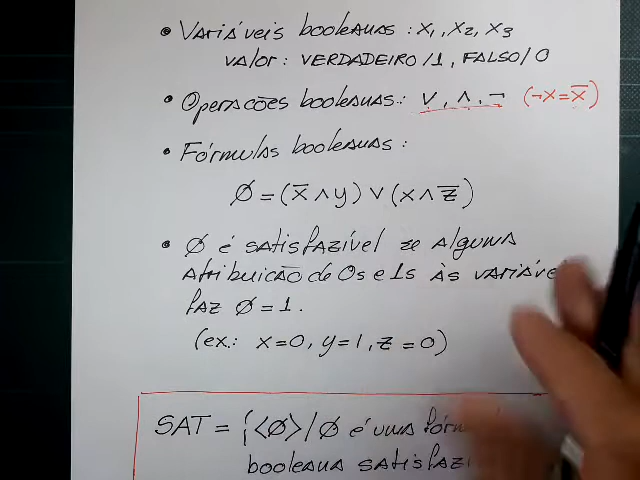 • Variáveis booleanas : x₁, x₂, x₃
valor : VERDADEIRO/1, FALSO/0
• Operações booleanas: ∨, ∧, ¬ (¬x = x̅)
• Fórmulas booleanas :
∅ = (x̅ ∧ y) ∨ (x ∧ z̅)
• ∅ é satisfazível se alguma
atribuição de 0s e 1s às
faz ∅ = 1.
(ex.: x=0, y=1, z=0)
SAT = {<∅>/∅ é uma
booleana